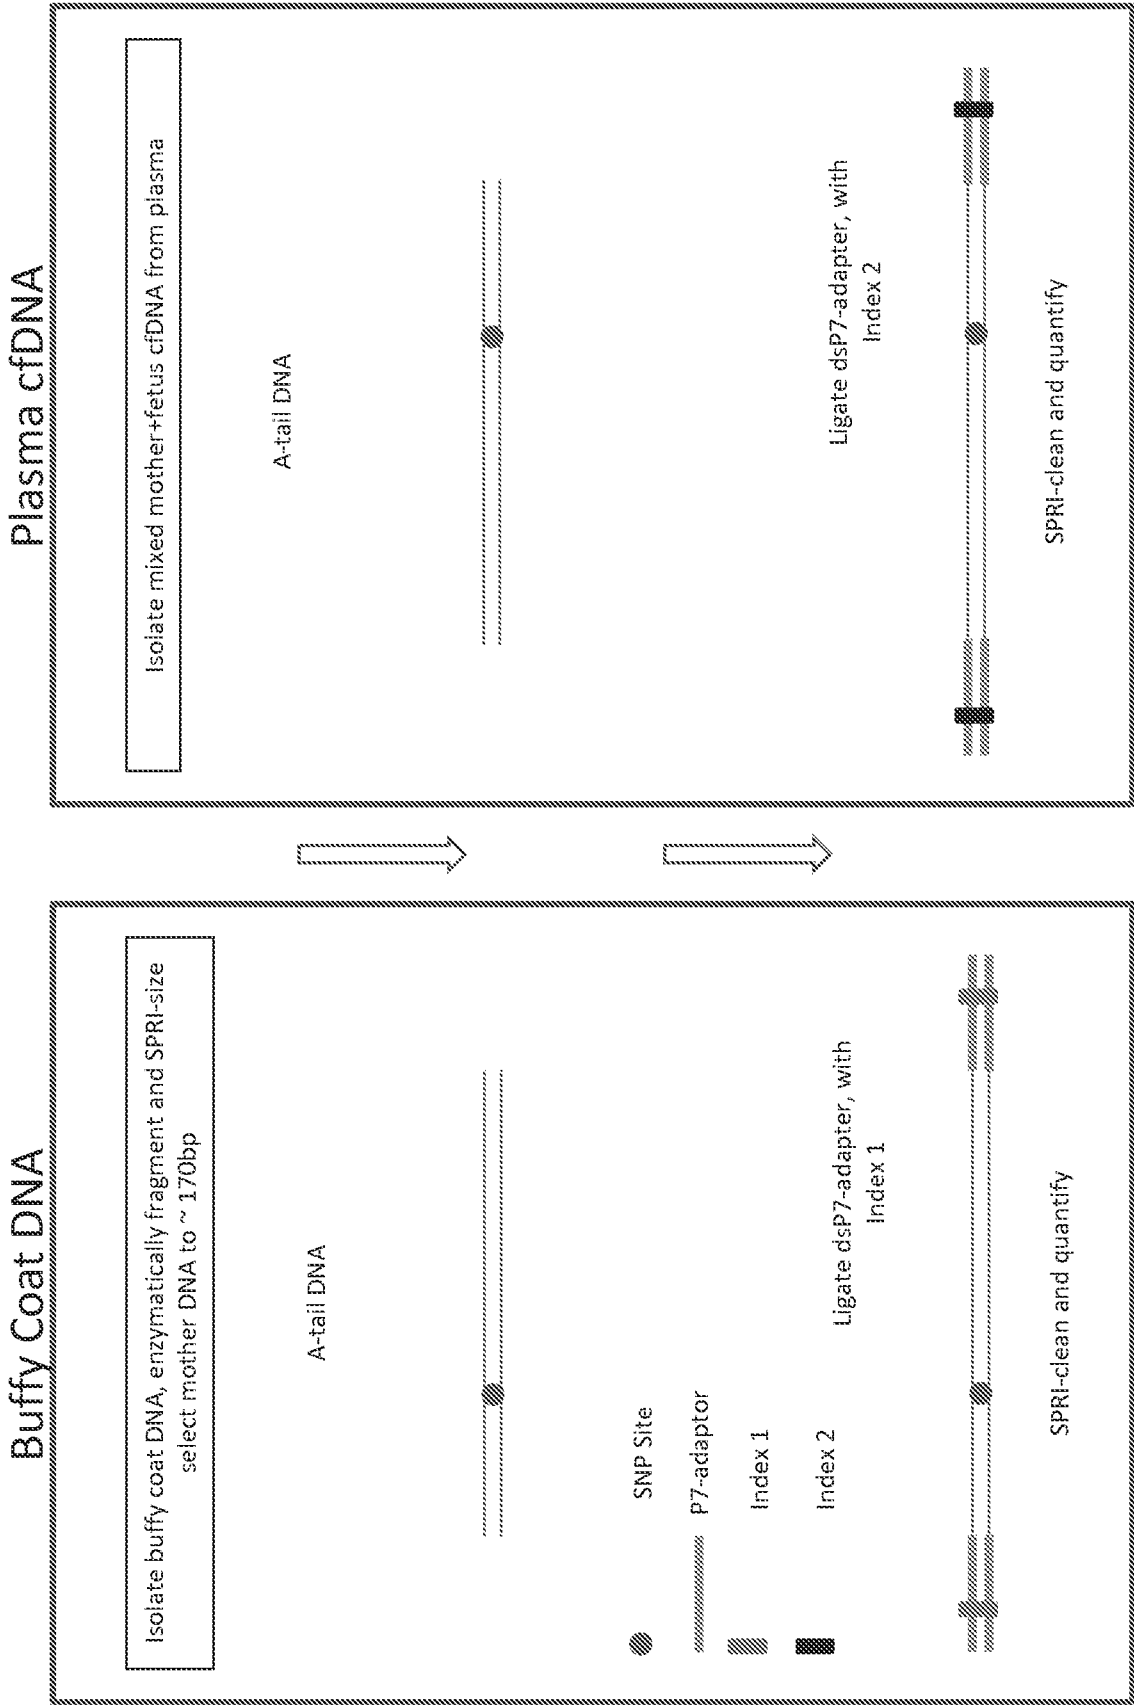 Buffy Coat DNA
Isolate buffy coat DNA, enzymatically fragment and SPRI-size
select mother DNA to ~ 170bp
A-tail DNA
SNP Site
P7-adaptor
Index 1
Index 2
Ligate dsP7-adapter, with
Index 1
SPRI-clean and quantify
Plasma cfDNA
Isolate mixed mother+fetus cfDNA from plasma
A-tail DNA
Ligate dsP7-adapter, with
Index 2
SPRI-clean and quantify